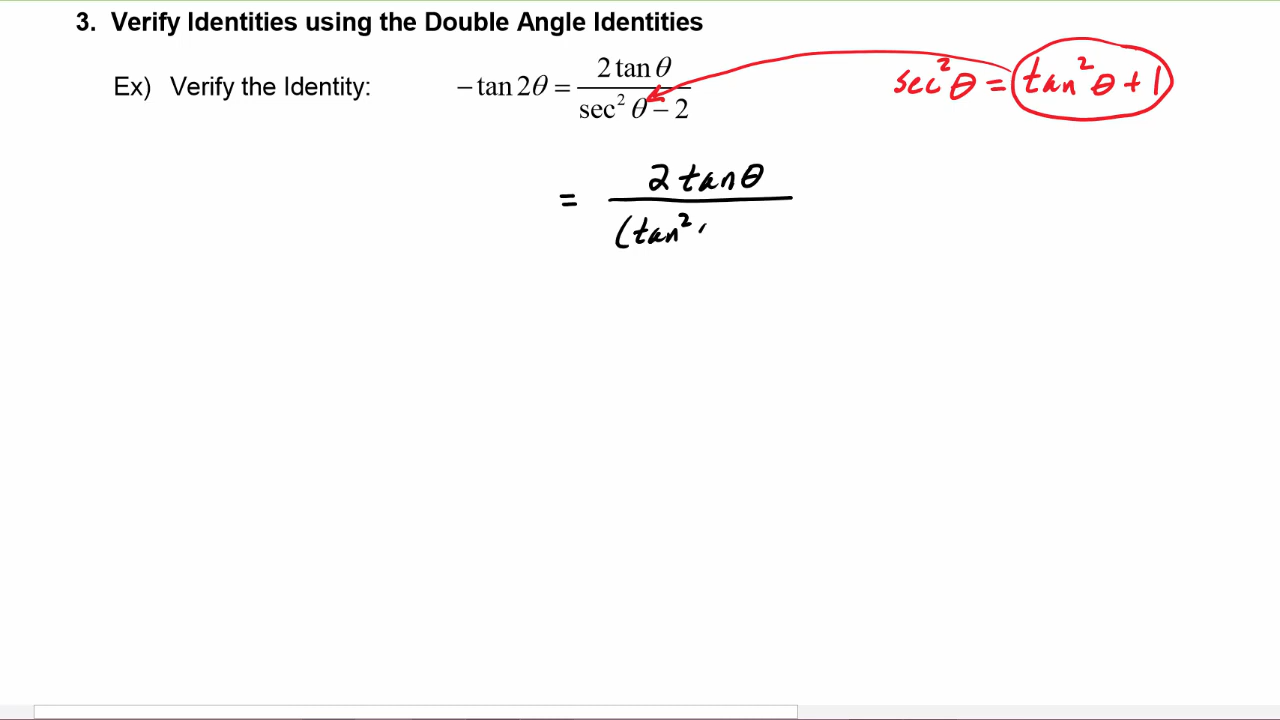 3. Verify Identities using the Double Angle Identities
Ex) Verify the Identity: −tan 2θ = 2 tan θ / sec² θ − 2
sec²θ = tan²θ + 1
= 2 tan θ / (tan²